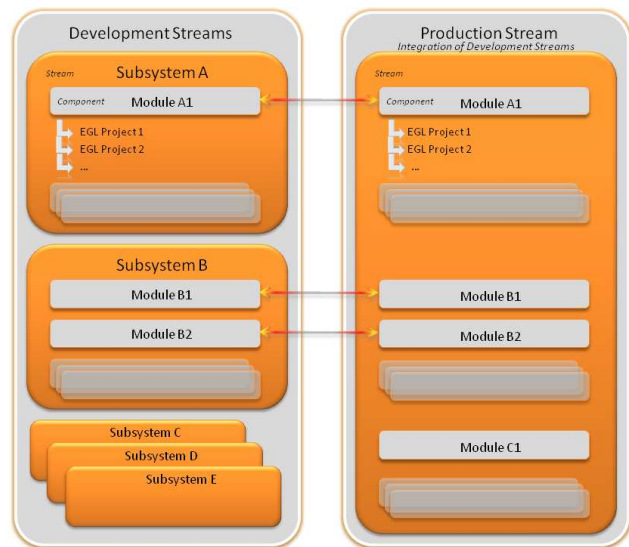 Development Streams
Stream
Subsystem A
Component
Module A1
EGL Project 1
EGL Project 2
...
Subsystem B
Module B1
Module B2
Subsystem C
Subsystem D
Subsystem E
Production Stream
Integration of Development Streams
Stream
Component
Module A1
EGL Project 1
EGL Project 2
...
Module B1
Module B2
Module C1